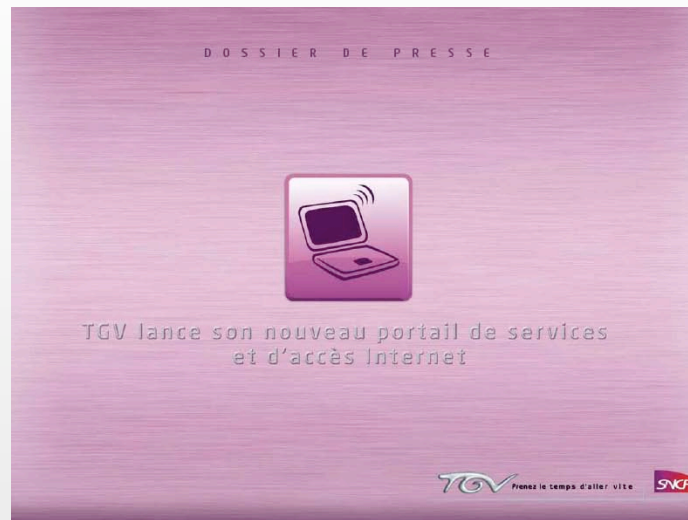 DOSSIER DE PRESSE
TGV lance son nouveau portail de services
et d'accès Internet
TGV Prenez le temps d'aller vite SNCF